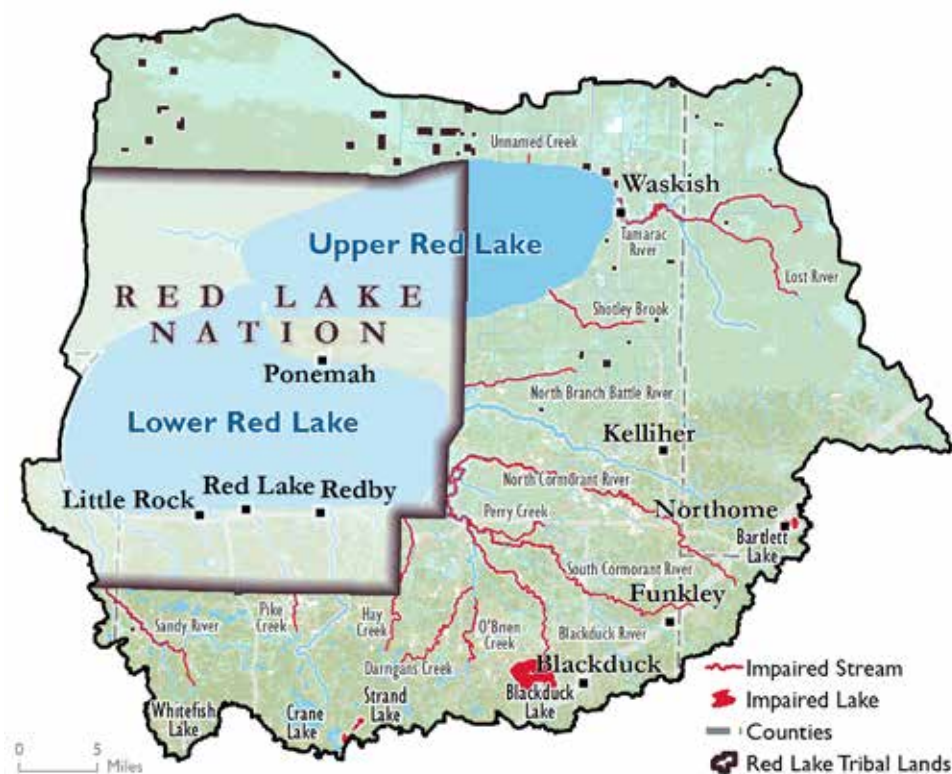 Unnamed Creek
Waskish
Upper Red Lake
Tamarac
River
Lost River
RED LAKE
NATION
Shotley Brook
Ponemah
North Branch Battle River
Lower Red Lake
Kelliher
Little Rock
Red Lake
Redby
North Cormorant River
Northome
Perry Creek
Bartlett
Lake
South Cormorant River
Funkley
Sandy River
Pike
Creek
Hay
Creek
O'Brien
Creek
Blackduck River
Darrigans Creek
Blackduck
Blackduck
Lake
Whitefish
Lake
Crane
Lake
Strand
Lake
Impaired Stream
Impaired Lake
Counties
Red Lake Tribal Lands
0 5
Miles